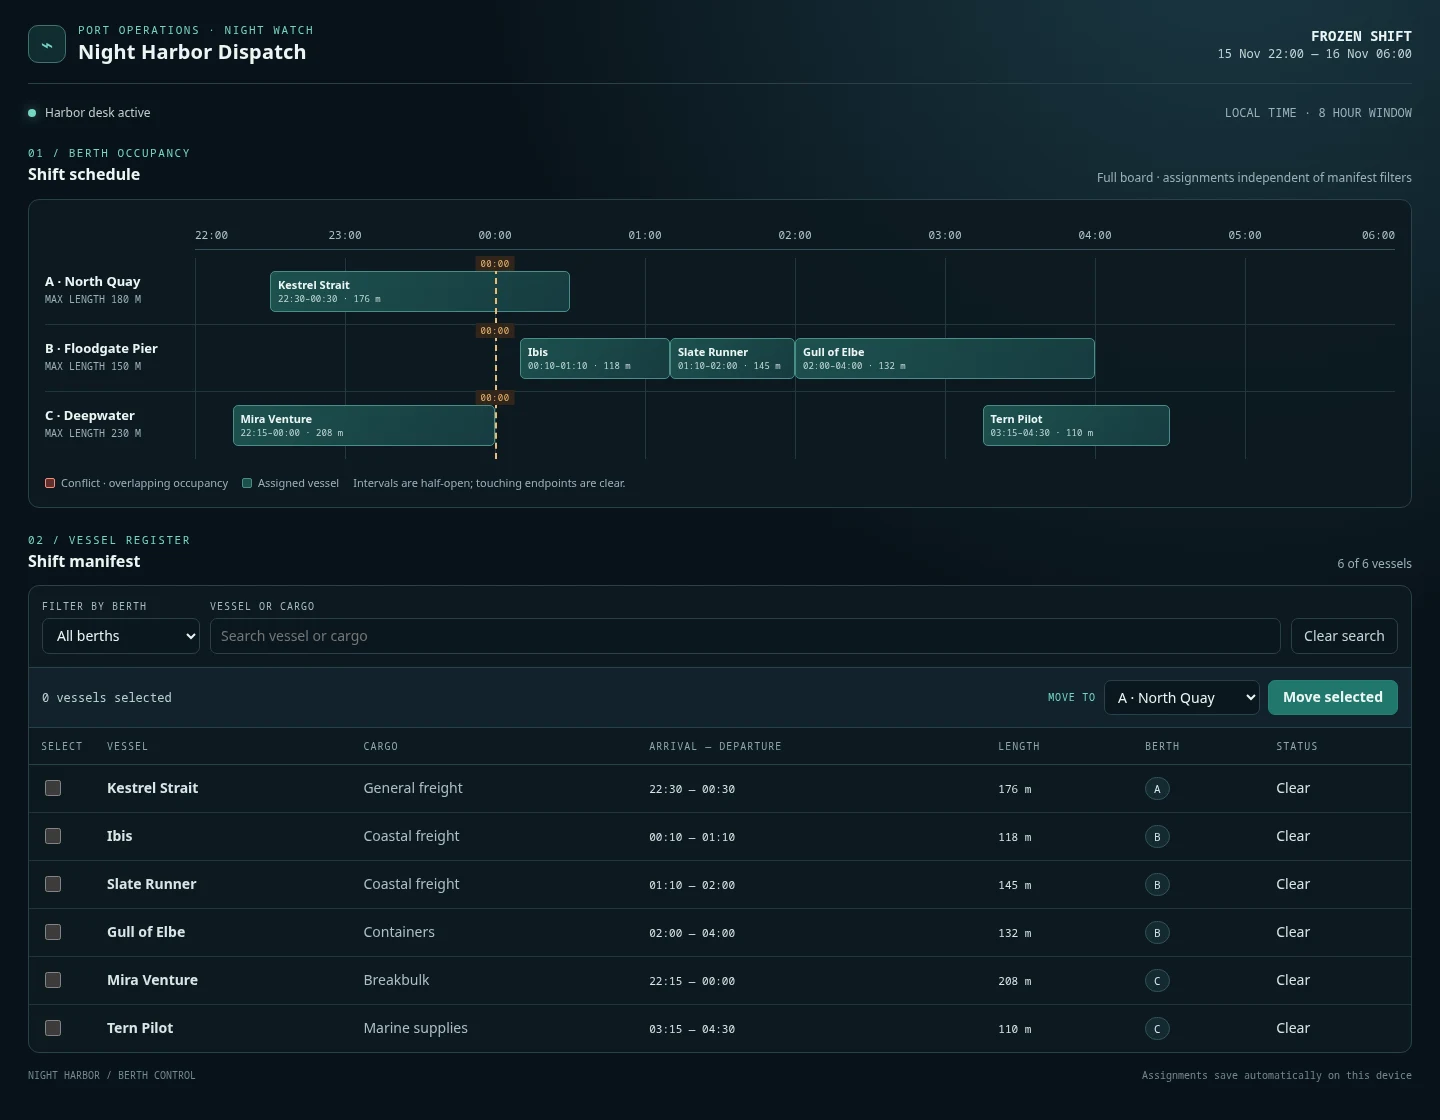 PORT OPERATIONS · NIGHT WATCH
Night Harbor Dispatch
FROZEN SHIFT
15 Nov 22:00 — 16 Nov 06:00
Harbor desk active
LOCAL TIME · 8 HOUR WINDOW
01 / BERTH OCCUPANCY
Shift schedule
Full board · assignments independent of manifest filters
22:00 23:00 00:00 01:00 02:00 03:00 04:00 05:00 06:00
00:00
A · North Quay
MAX LENGTH 180 M
Kestrel Strait
22:30–00:30 · 176 m
00:00
B · Floodgate Pier
MAX LENGTH 150 M
Ibis
00:10–01:10 · 118 m
Slate Runner
01:10–02:00 · 145 m
Gull of Elbe
02:00–04:00 · 132 m
00:00
C · Deepwater
MAX LENGTH 230 M
Mira Venture
22:15–00:00 · 208 m
Tern Pilot
03:15–04:30 · 110 m
Conflict · overlapping occupancy Assigned vessel Intervals are half-open; touching endpoints are clear.
02 / VESSEL REGISTER
Shift manifest
6 of 6 vessels
FILTER BY BERTH VESSEL OR CARGO
All berths Search vessel or cargo Clear search
0 vessels selected MOVE TO A · North Quay Move selected
SELECT VESSEL CARGO ARRIVAL — DEPARTURE LENGTH BERTH STATUS
Kestrel Strait General freight 22:30 — 00:30 176 m A Clear
Ibis Coastal freight 00:10 — 01:10 118 m B Clear
Slate Runner Coastal freight 01:10 — 02:00 145 m B Clear
Gull of Elbe Containers 02:00 — 04:00 132 m B Clear
Mira Venture Breakbulk 22:15 — 00:00 208 m C Clear
Tern Pilot Marine supplies 03:15 — 04:30 110 m C Clear
NIGHT HARBOR / BERTH CONTROL
Assignments save automatically on this device